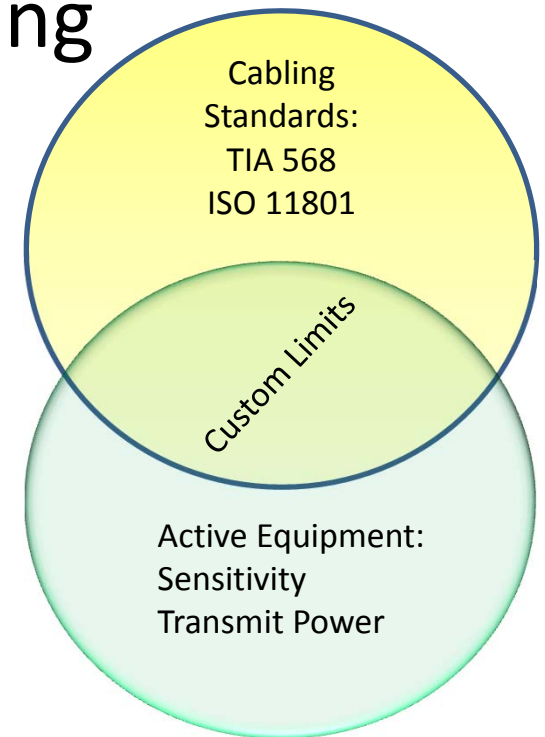 ng
Cabling
Standards:
TIA 568
ISO 11801
Custom Limits
Active Equipment:
Sensitivity
Transmit Power